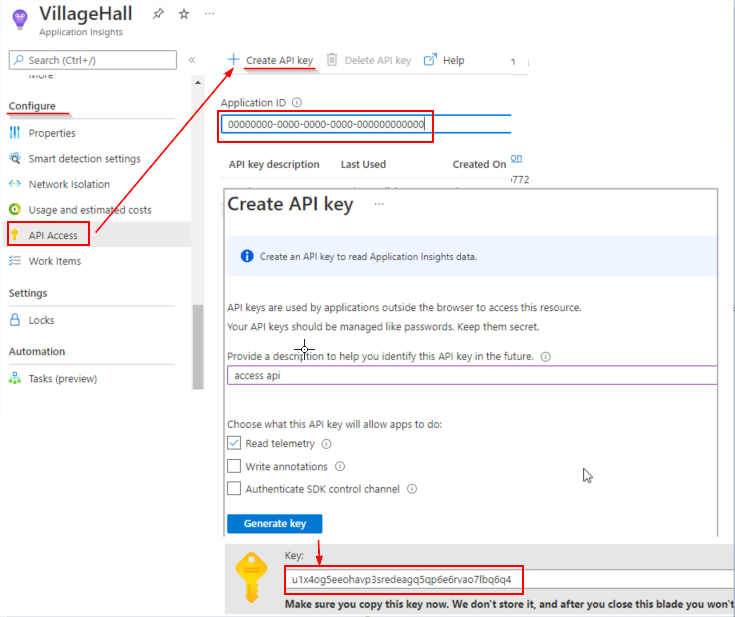 VillageHall
Application Insights
Search (Ctrl+/)
More
Configure
Properties
Smart detection settings
Network Isolation
Usage and estimated costs
API Access
Work Items
Settings
Locks
Automation
Tasks (preview)
Create API key
Delete API key
Help
Application ID
00000000-0000-0000-0000-000000000000
API key description Last Used Created On
Create API key
Create an API key to read Application Insights data.
API keys are used by applications outside the browser to access this resource.
Your API keys should be managed like passwords. Keep them secret.
Provide a description to help you identify this API key in the future.
access api
Choose what this API key will allow apps to do:
Read telemetry
Write annotations
Authenticate SDK control channel
Generate key
Key:
u1x4og5eeohavp3sredeagq5qp6e6rvao7lbq6q4
Make sure you copy this key now. We don't store it, and after you close this blade you won't